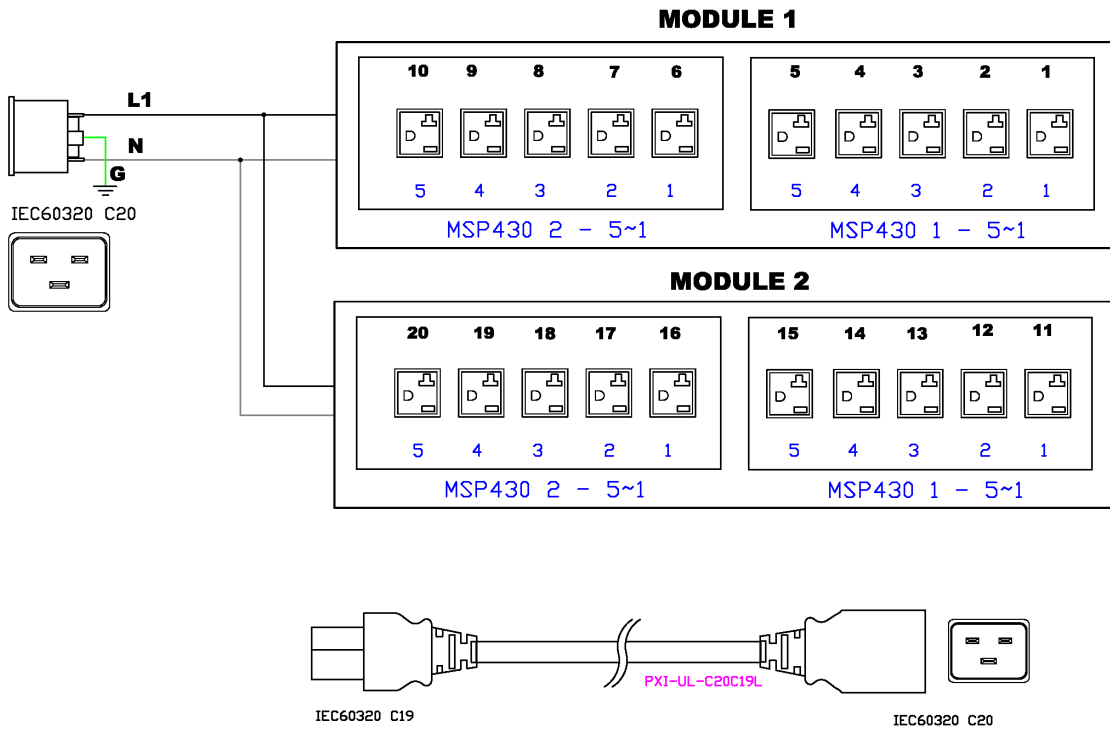 MODULE 1
10 9 8 7 6 5 4 3 2 1
L1
N
G
5 4 3 2 1 5 4 3 2 1
IEC60320 C20
MSP430 2 - 5~1 MSP430 1 - 5~1
MODULE 2
20 19 18 17 16 15 14 13 12 11
5 4 3 2 1 5 4 3 2 1
MSP430 2 - 5~1 MSP430 1 - 5~1
PXI-UL-C20C19L
IEC60320 C19
IEC60320 C20